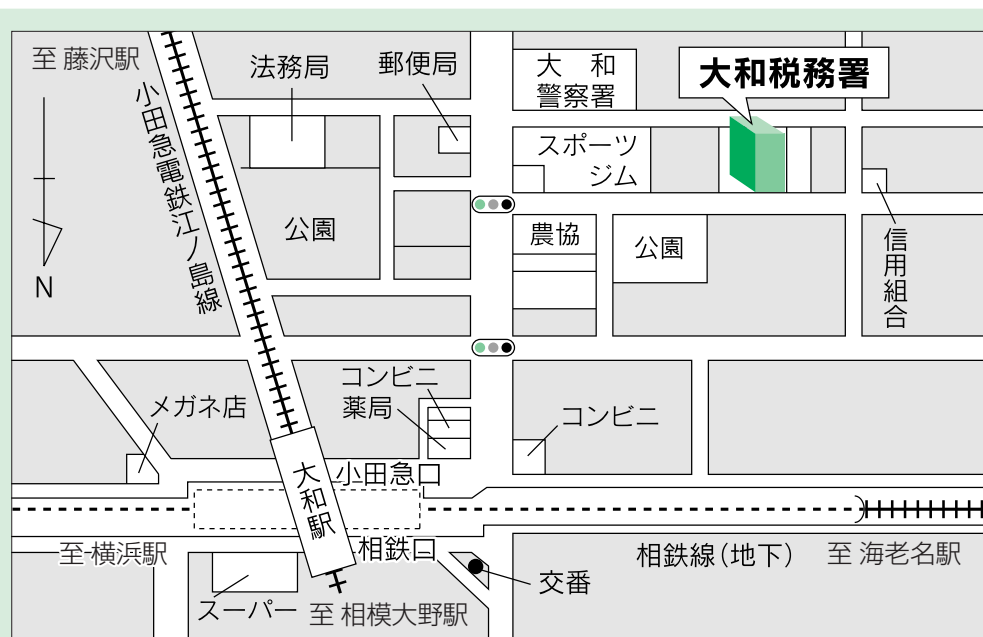 至 藤沢駅
法務局
郵便局
大 和
警察署
大和税務署
小田急電鉄江ノ島線
スポーツ
ジム
公園
農協
公園
信用組合
N
コンビニ
薬局
メガネ店
コンビニ
大和駅
小田急口
相鉄口
至 横浜駅
相鉄線(地下)
至 海老名駅
交番
スーパー
至 相模大野駅